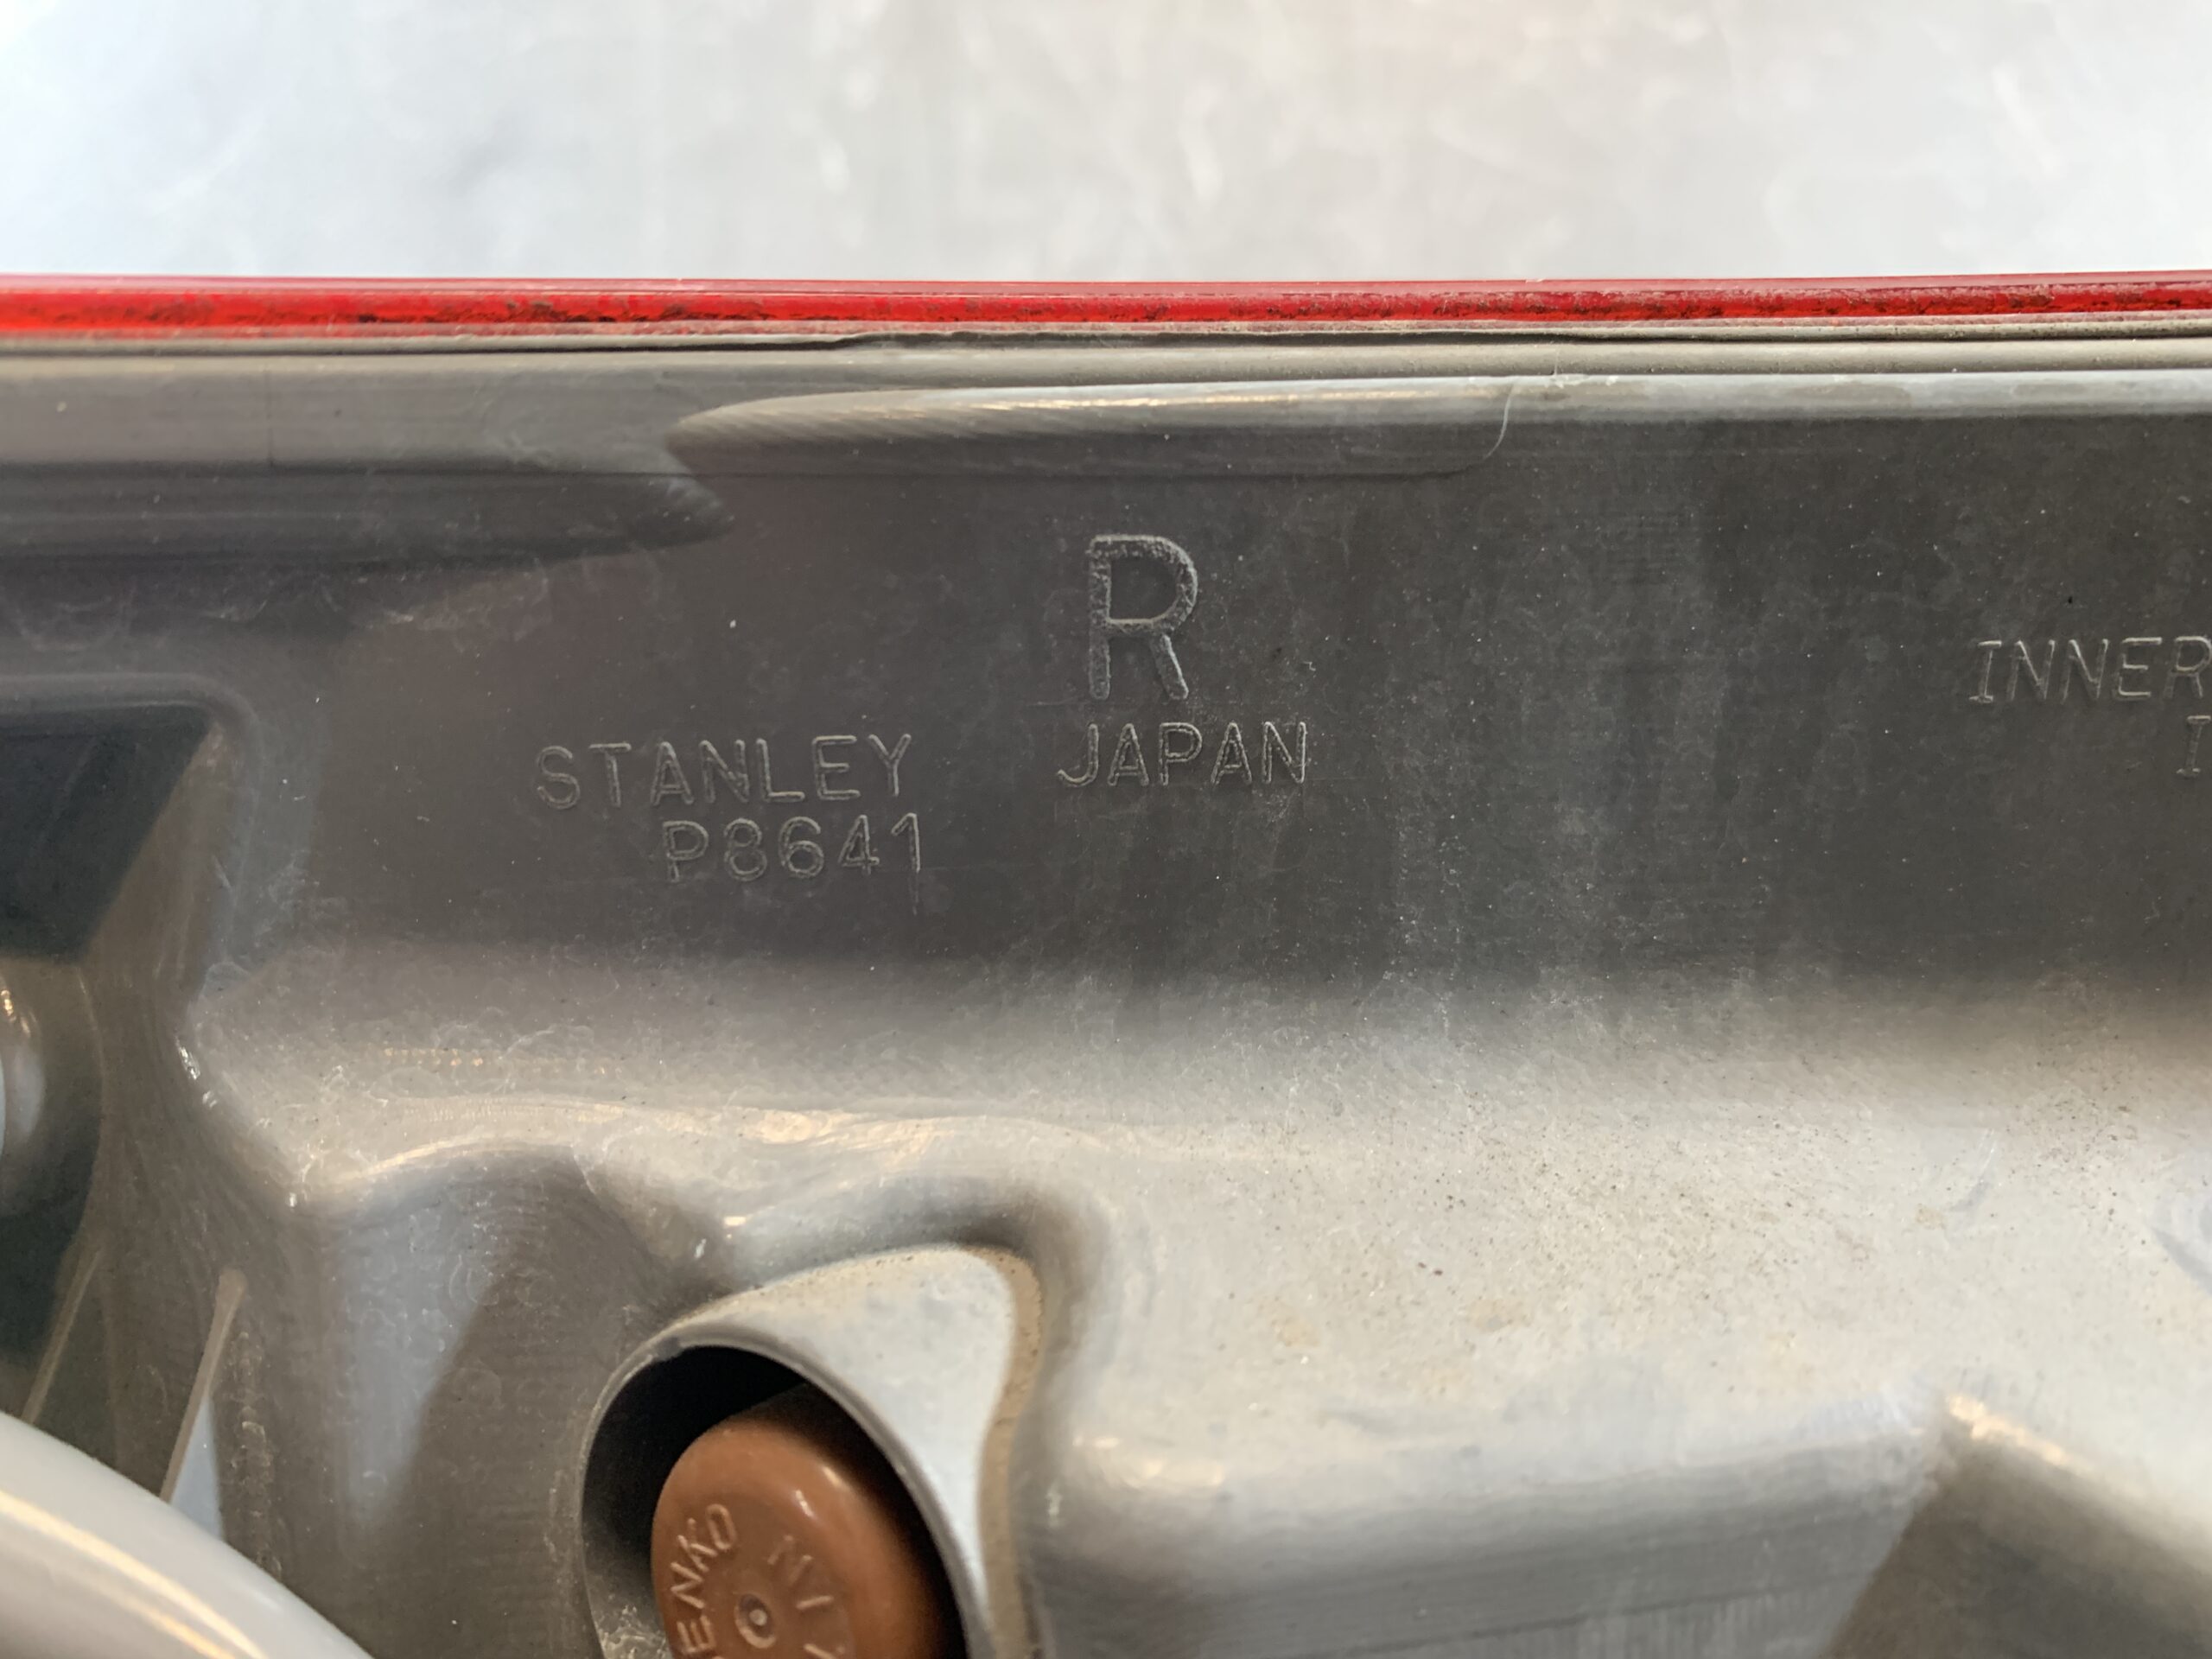 R
JAPAN
STANLEY
P8641
INNER